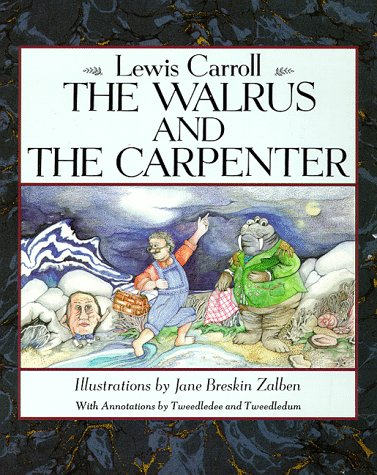 Lewis Carroll
THE WALRUS
AND
THE CARPENTER
Illustrations by Jane Breskin Zalben
With Annotations by Tweedledee and Tweedledum